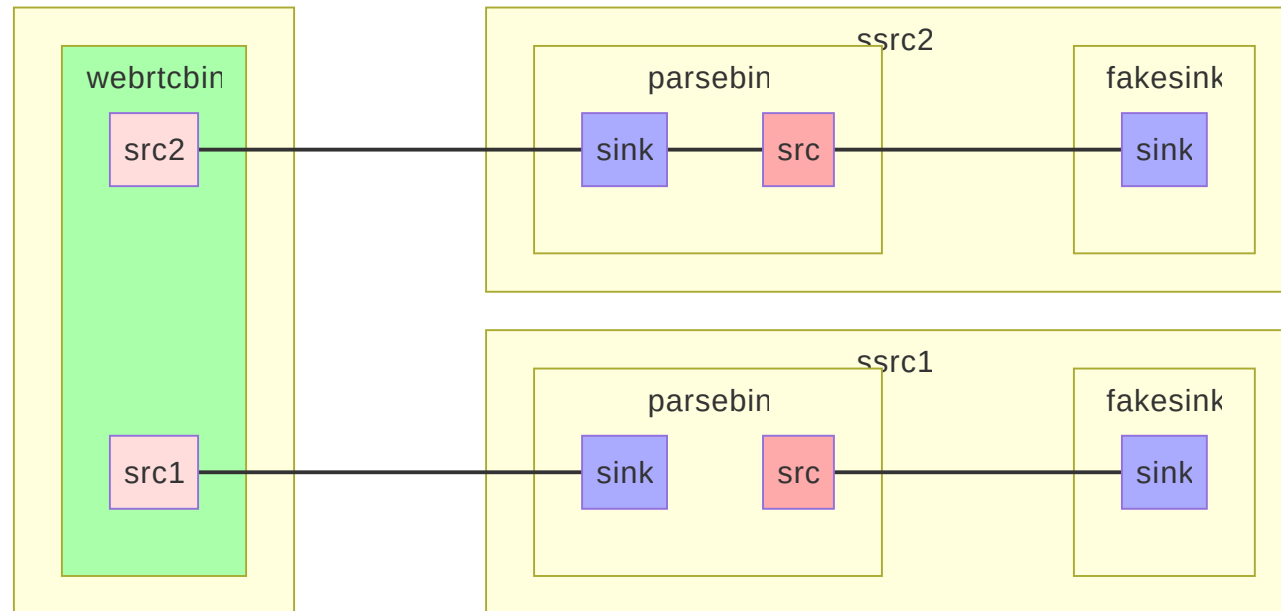 ssrc2
webrtcbin
parsebin
fakesink
src2
sink
src
sink
ssrc1
parsebin
fakesink
src1
sink
src
sink